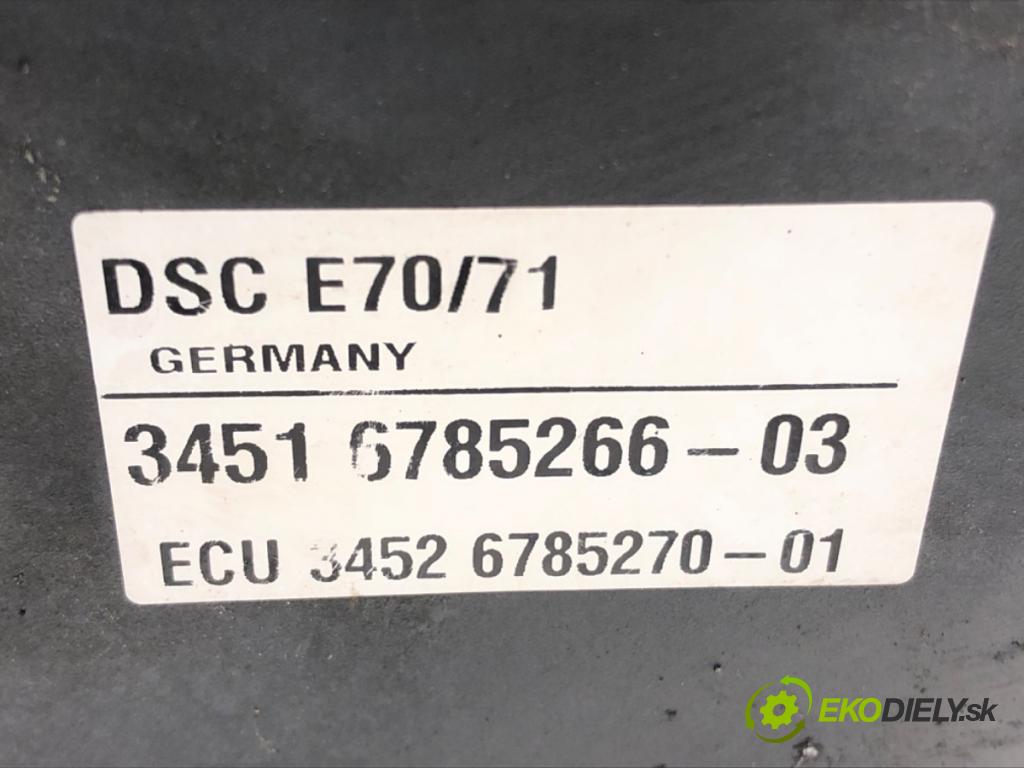 DSC E70/71
GERMANY
3451 6785266-03
ECU 3452 6785270-01
EKODIELY.sk